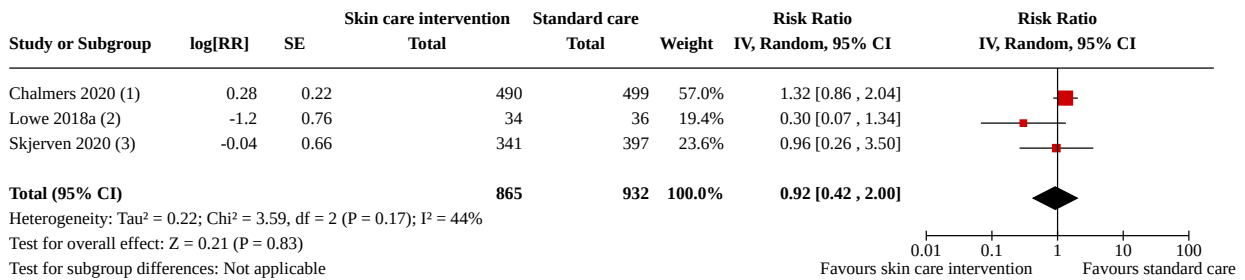 Skin care intervention Standard care Risk Ratio Risk Ratio
Study or Subgroup log[RR] SE Total Total Weight IV, Random, 95% CI IV, Random, 95% CI
Chalmers 2020 (1) 0.28 0.22 490 499 57.0% 1.32 [0.86 , 2.04]
Lowe 2018a (2) -1.2 0.76 34 36 19.4% 0.30 [0.07 , 1.34]
Skjerven 2020 (3) -0.04 0.66 341 397 23.6% 0.96 [0.26 , 3.50]
Total (95% CI) 865 932 100.0% 0.92 [0.42 , 2.00]
Heterogeneity: Tau² = 0.22; Chi² = 3.59, df = 2 (P = 0.17); I² = 44%
Test for overall effect: Z = 0.21 (P = 0.83) 0.01 0.1 1 10 100
Test for subgroup differences: Not applicable Favours skin care intervention Favours standard care